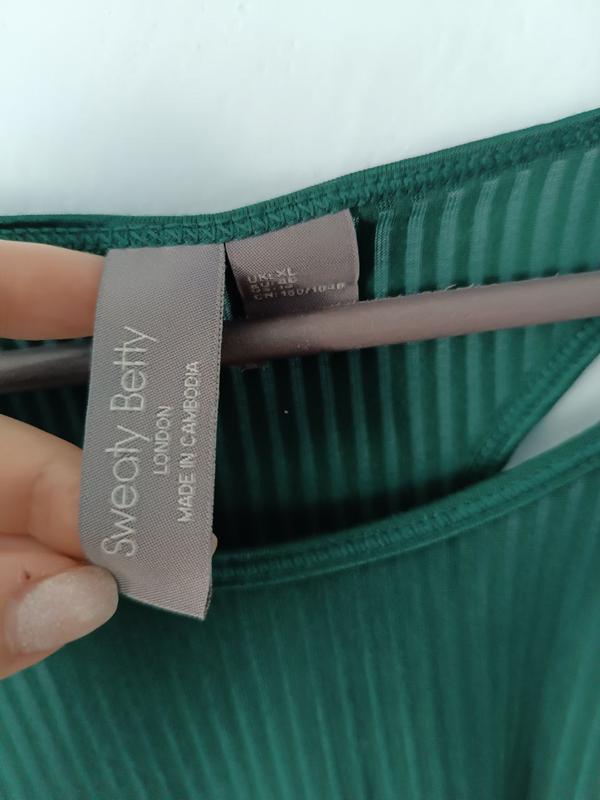 Sweaty Betty
LONDON
MADE IN CAMBODIA
UK: XL